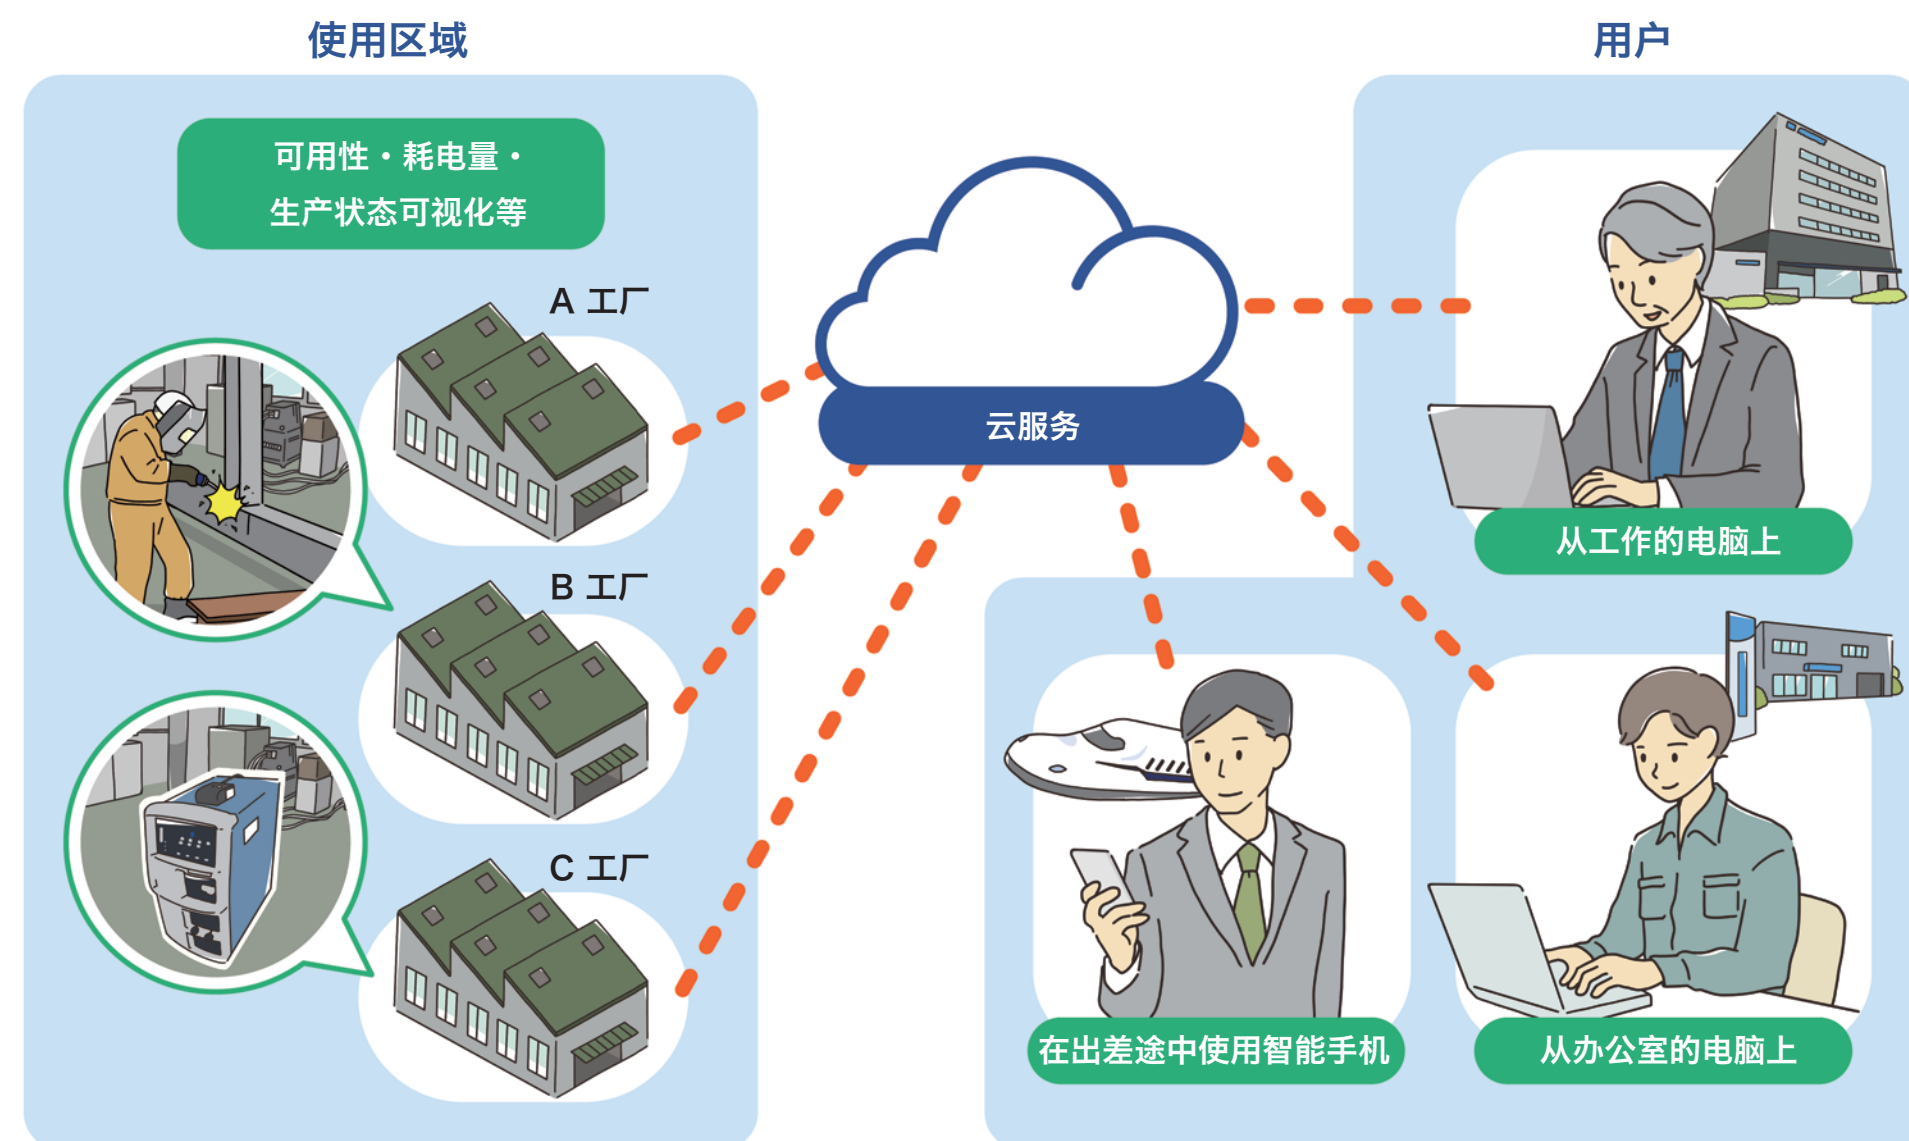 使用区域
用户
可用性・耗电量・
生产状态可视化等
A 工厂
B 工厂
C 工厂
云服务
从工作的电脑上
在出差途中使用智能手机
从办公室的电脑上